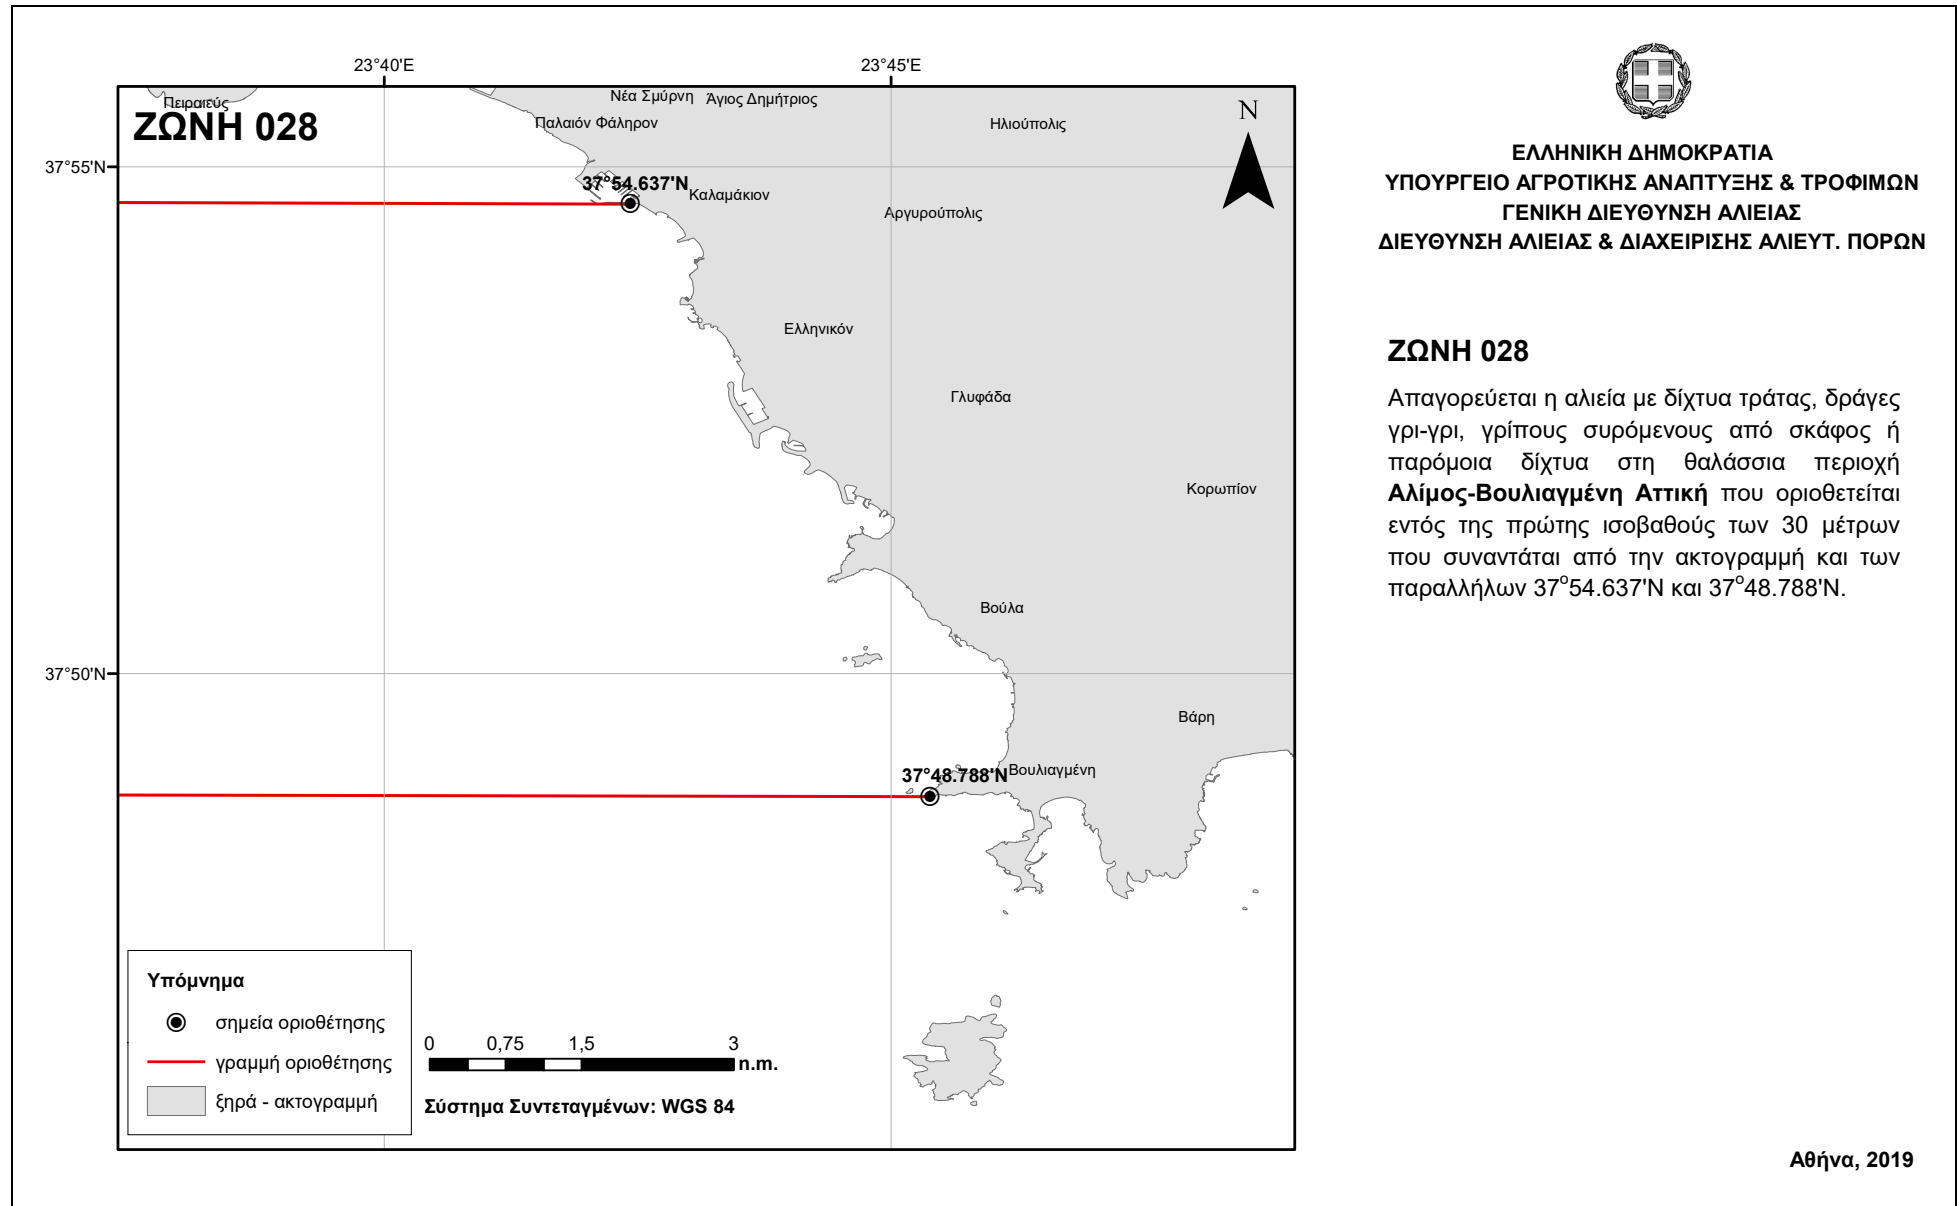 23°40'E
23°45'E
Πειραιεύς
Νέα Σμύρνη
Άγιος Δημήτριος
ΖΩΝΗ 028
Παλαιόν Φάληρον
Ηλιούπολις
N
37°55'N
37°54.637'N
Καλαμάκιον
Αργυρούπολις
Ελληνικόν
Γλυφάδα
Κορωπίον
Βούλα
37°50'N
Βάρη
37°48.788'N
Βουλιαγμένη
Υπόμνημα
σημεία οριοθέτησης
γραμμή οριοθέτησης
ξηρά - ακτογραμμή
0 0,75 1,5 3
n.m.
Σύστημα Συντεταγμένων: WGS 84
ΕΛΛΗΝΙΚΗ ΔΗΜΟΚΡΑΤΙΑ
ΥΠΟΥΡΓΕΙΟ ΑΓΡΟΤΙΚΗΣ ΑΝΑΠΤΥΞΗΣ & ΤΡΟΦΙΜΩΝ
ΓΕΝΙΚΗ ΔΙΕΥΘΥΝΣΗ ΑΛΙΕΙΑΣ
ΔΙΕΥΘΥΝΣΗ ΑΛΙΕΙΑΣ & ΔΙΑΧΕΙΡΙΣΗΣ ΑΛΙΕΥΤ. ΠΟΡΩΝ
ΖΩΝΗ 028
Απαγορεύεται η αλιεία με δίχτυα τράτας, δράγες
γρι-γρι, γρίπους συρόμενους από σκάφος ή
παρόμοια δίχτυα στη θαλάσσια περιοχή
Αλίμος-Βουλιαγμένη Αττική που οριοθετείται
εντός της πρώτης ισοβαθούς των 30 μέτρων
που συναντάται από την ακτογραμμή και των
παραλλήλων 37°54.637'N και 37°48.788'N.
Αθήνα, 2019